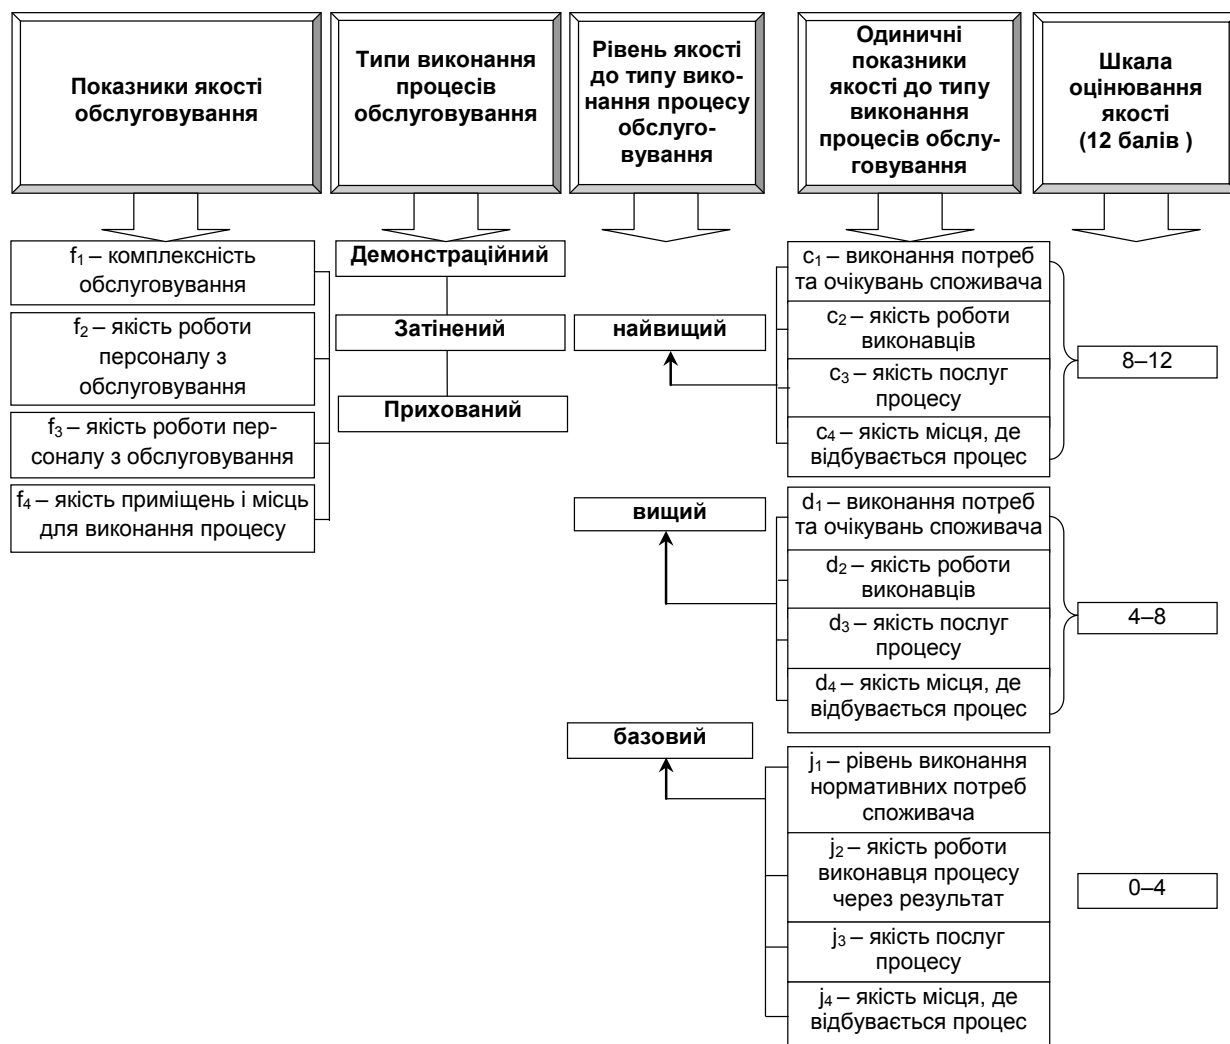 Показники якості
обслуговування
Типи виконання
процесів
обслуговування
Рівень якості
до типу вико-
нання процесу
обслуго-
вування
Одиничні
показники
якості до типу
виконання
процесів обслу-
говування
Шкала
оцінювання
якості
(12 балів )
f₁ – комплексність
обслуговування
f₂ – якість роботи
персоналу з
обслуговування
f₃ – якість роботи пер-
соналу з обслуговування
f₄ – якість приміщень і місць
для виконання процесу
Демонстраційний
Затінений
Прихований
найвищий
c₁ – виконання потреб
та очікувань споживача
c₂ – якість роботи
виконавців
c₃ – якість послуг
процесу
c₄ – якість місця, де
відбувається процес
8–12
вищий
d₁ – виконання потреб
та очікувань споживача
d₂ – якість роботи
виконавців
d₃ – якість послуг
процесу
d₄ – якість місця, де
відбувається процес
4–8
базовий
j₁ – рівень виконання
нормативних потреб
споживача
j₂ – якість роботи
виконавця процесу
через результат
j₃ – якість послуг
процесу
j₄ – якість місця, де
відбувається процес
0–4